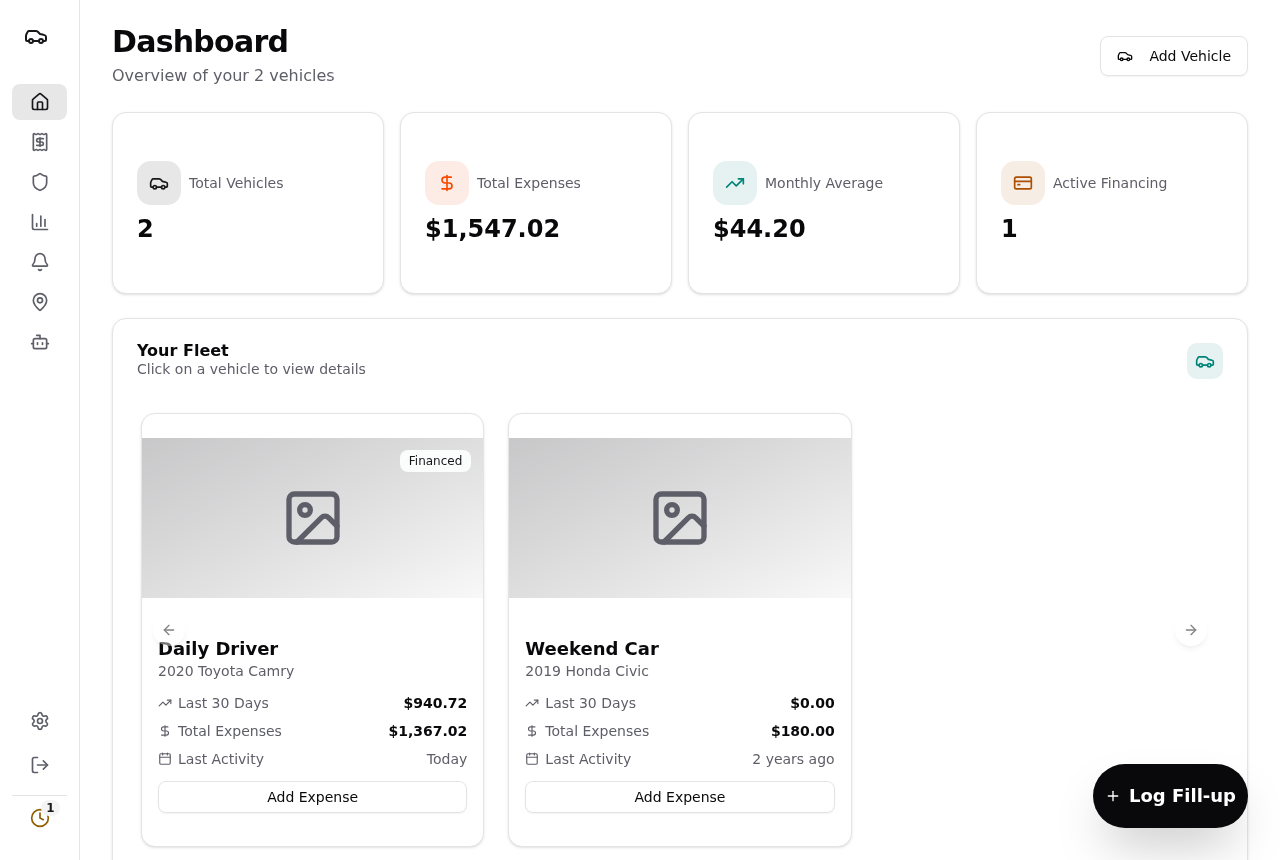 Dashboard
Overview of your 2 vehicles
Add Vehicle
Total Vehicles
2
Total Expenses
$1,547.02
Monthly Average
$44.20
Active Financing
1
Your Fleet
Click on a vehicle to view details
Financed
Daily Driver
2020 Toyota Camry
Last 30 Days $940.72
Total Expenses $1,367.02
Last Activity Today
Add Expense
Weekend Car
2019 Honda Civic
Last 30 Days $0.00
Total Expenses $180.00
Last Activity 2 years ago
Add Expense
+ Log Fill-up
1